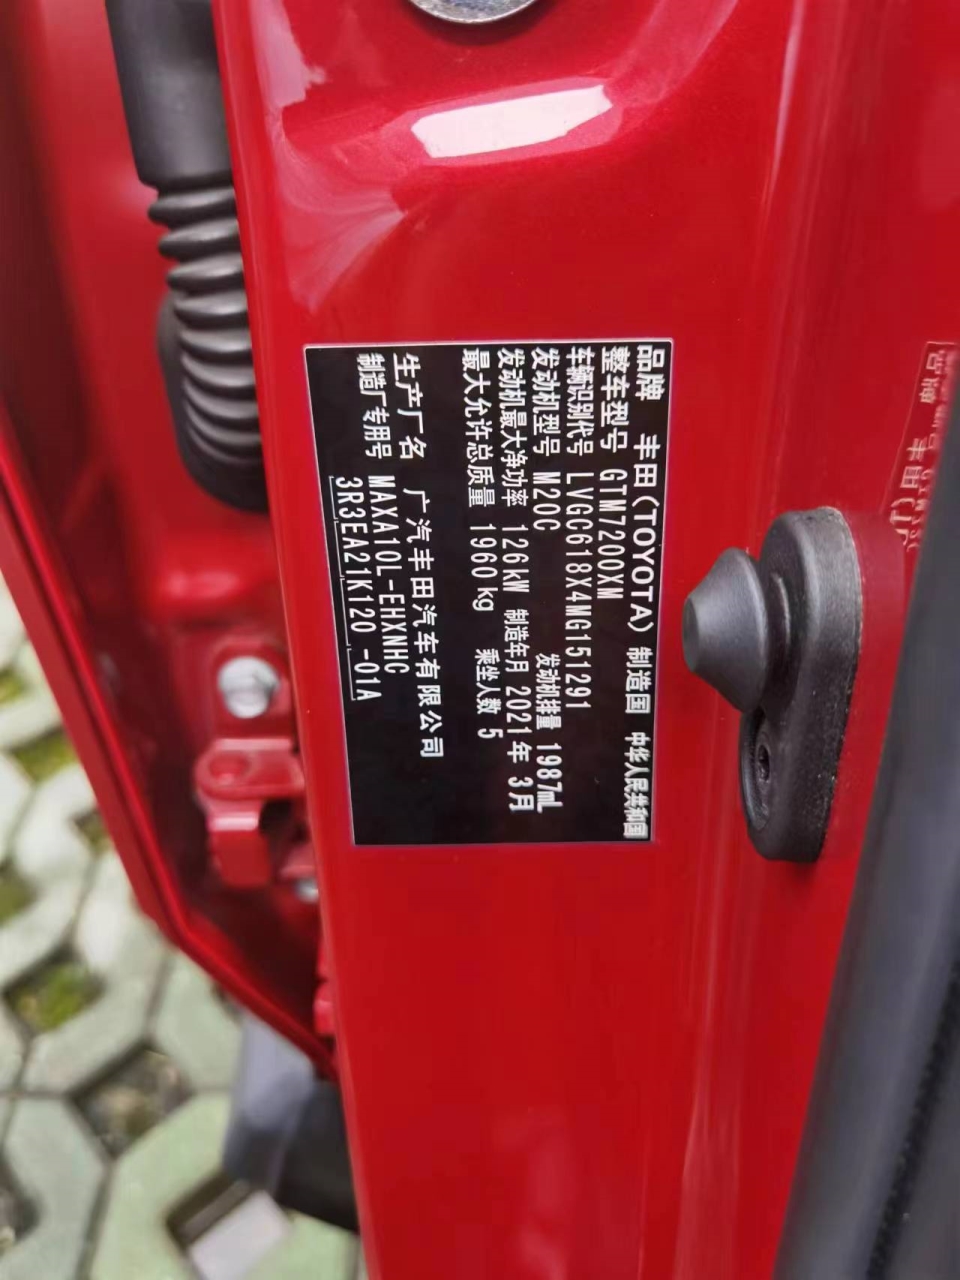 品牌 丰田(TOYOTA) 制造国 中华人民共和国
整车型号 GTM7200XM
车辆识别代号 LVGC618X4MG151291
发动机型号 M20C 发动机排量 1987mL
发动机最大净功率 126kW 制造年月 2021年 3月
最大允许总质量 1960kg 乘坐人数 5
生产厂名 广汽丰田汽车有限公司
制造厂专用号 MAXA10L-EHXNHC
3R3EA21K120 -01A